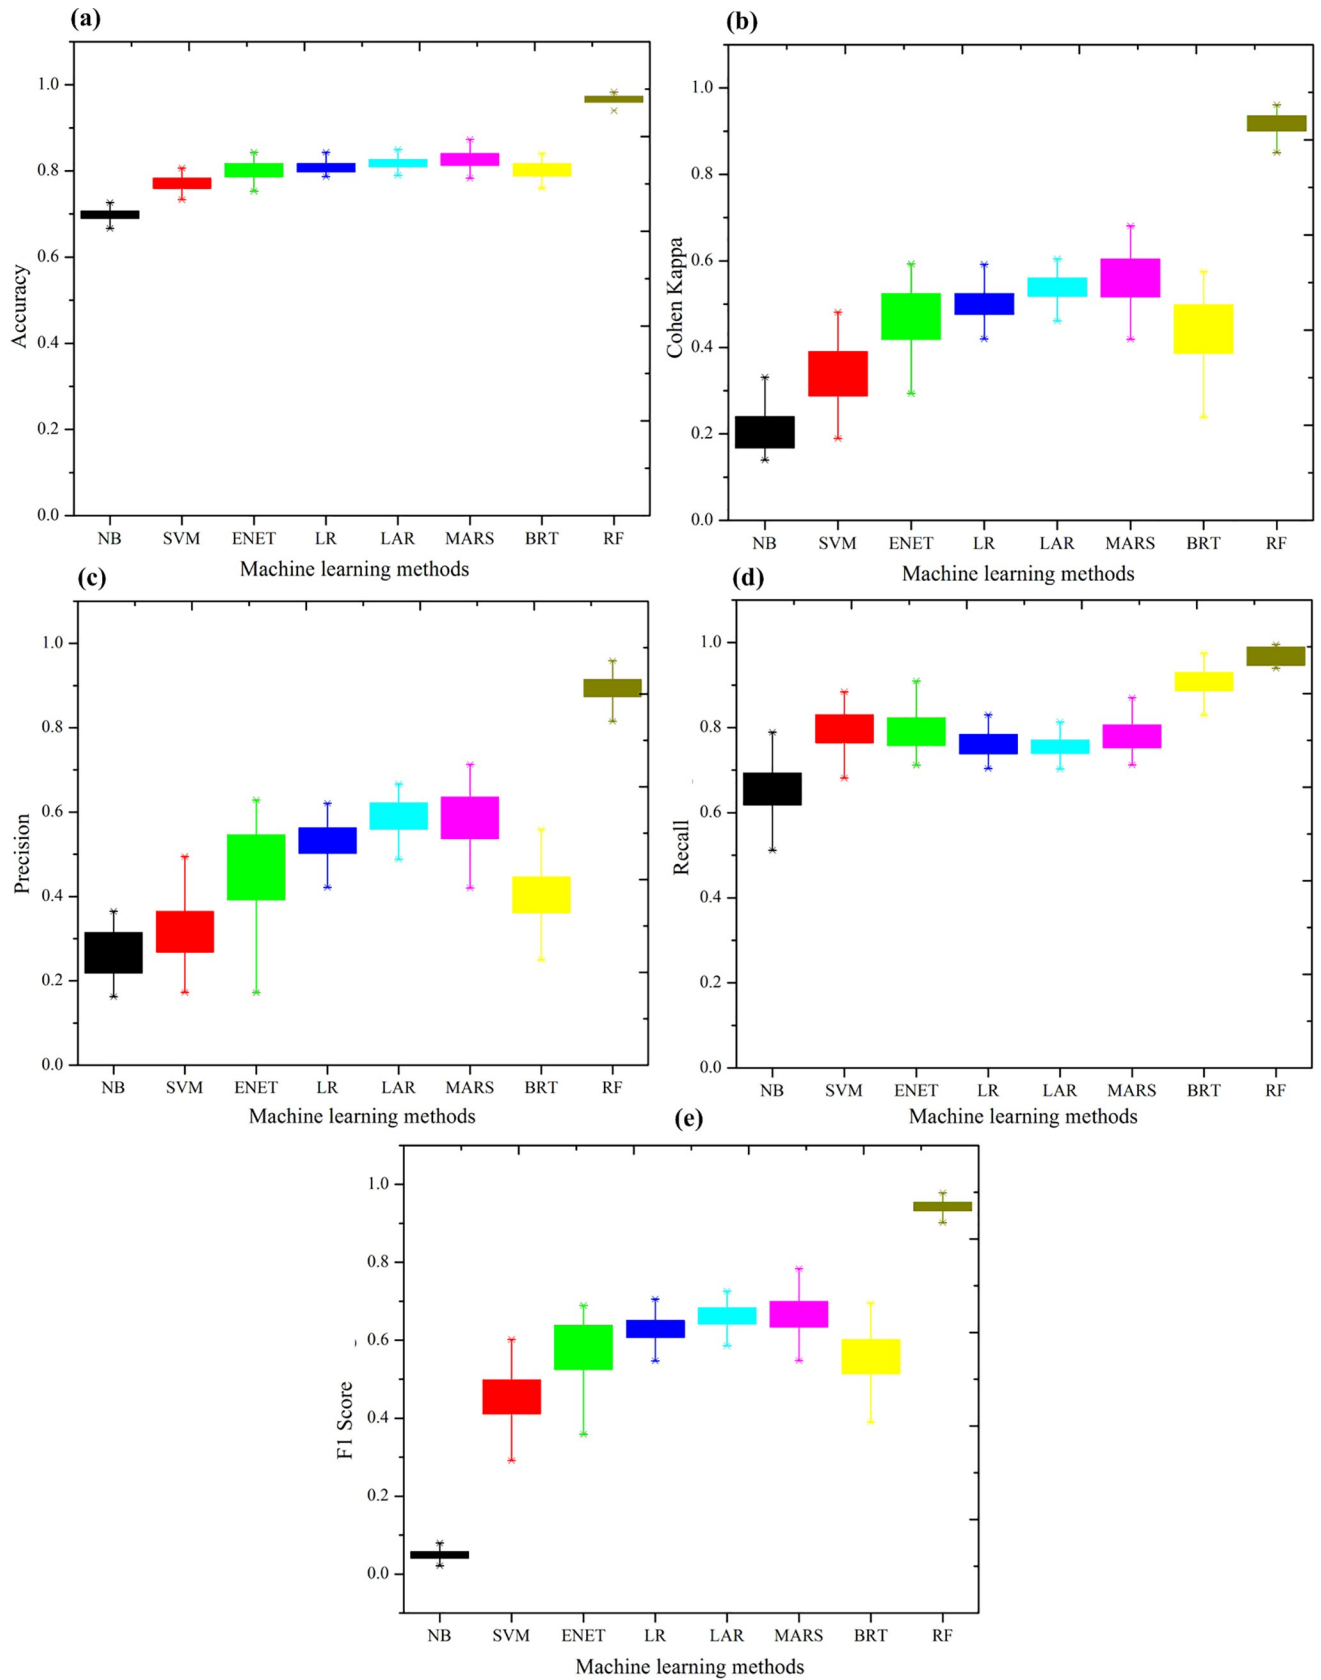 (a)
1.0
0.8
0.6
0.4
0.2
0.0
Accuracy
NB SVM ENET LR LAR MARS BRT RF
Machine learning methods
(b)
1.0
0.8
0.6
0.4
0.2
0.0
Cohen Kappa
NB SVM ENET LR LAR MARS BRT RF
Machine learning methods
(c)
1.0
0.8
0.6
0.4
0.2
0.0
Precision
NB SVM ENET LR LAR MARS BRT RF
Machine learning methods
(d)
1.0
0.8
0.6
0.4
0.2
0.0
Recall
NB SVM ENET LR LAR MARS BRT RF
Machine learning methods
(e)
1.0
0.8
0.6
0.4
0.2
0.0
F1 Score
NB SVM ENET LR LAR MARS BRT RF
Machine learning methods